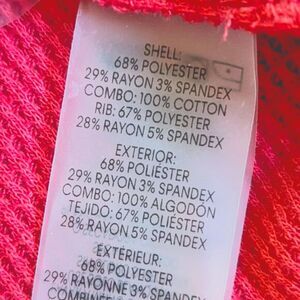 SHELL:
68% POLYESTER
29% RAYON 3% SPANDEX
COMBO: 100% COTTON
RIB: 67% POLYESTER
28% RAYON 5% SPANDEX
EXTERIOR:
68% POLIÉSTER
29% RAYON 3% SPANDEX
COMBO: 100% ALGODÓN
TEJIDO: 67% POLIÉSTER
28% RAYON 5% SPANDEX
EXTÉRIEUR:
68% POLYESTER
29% RAYONNE 3% SPANDEX